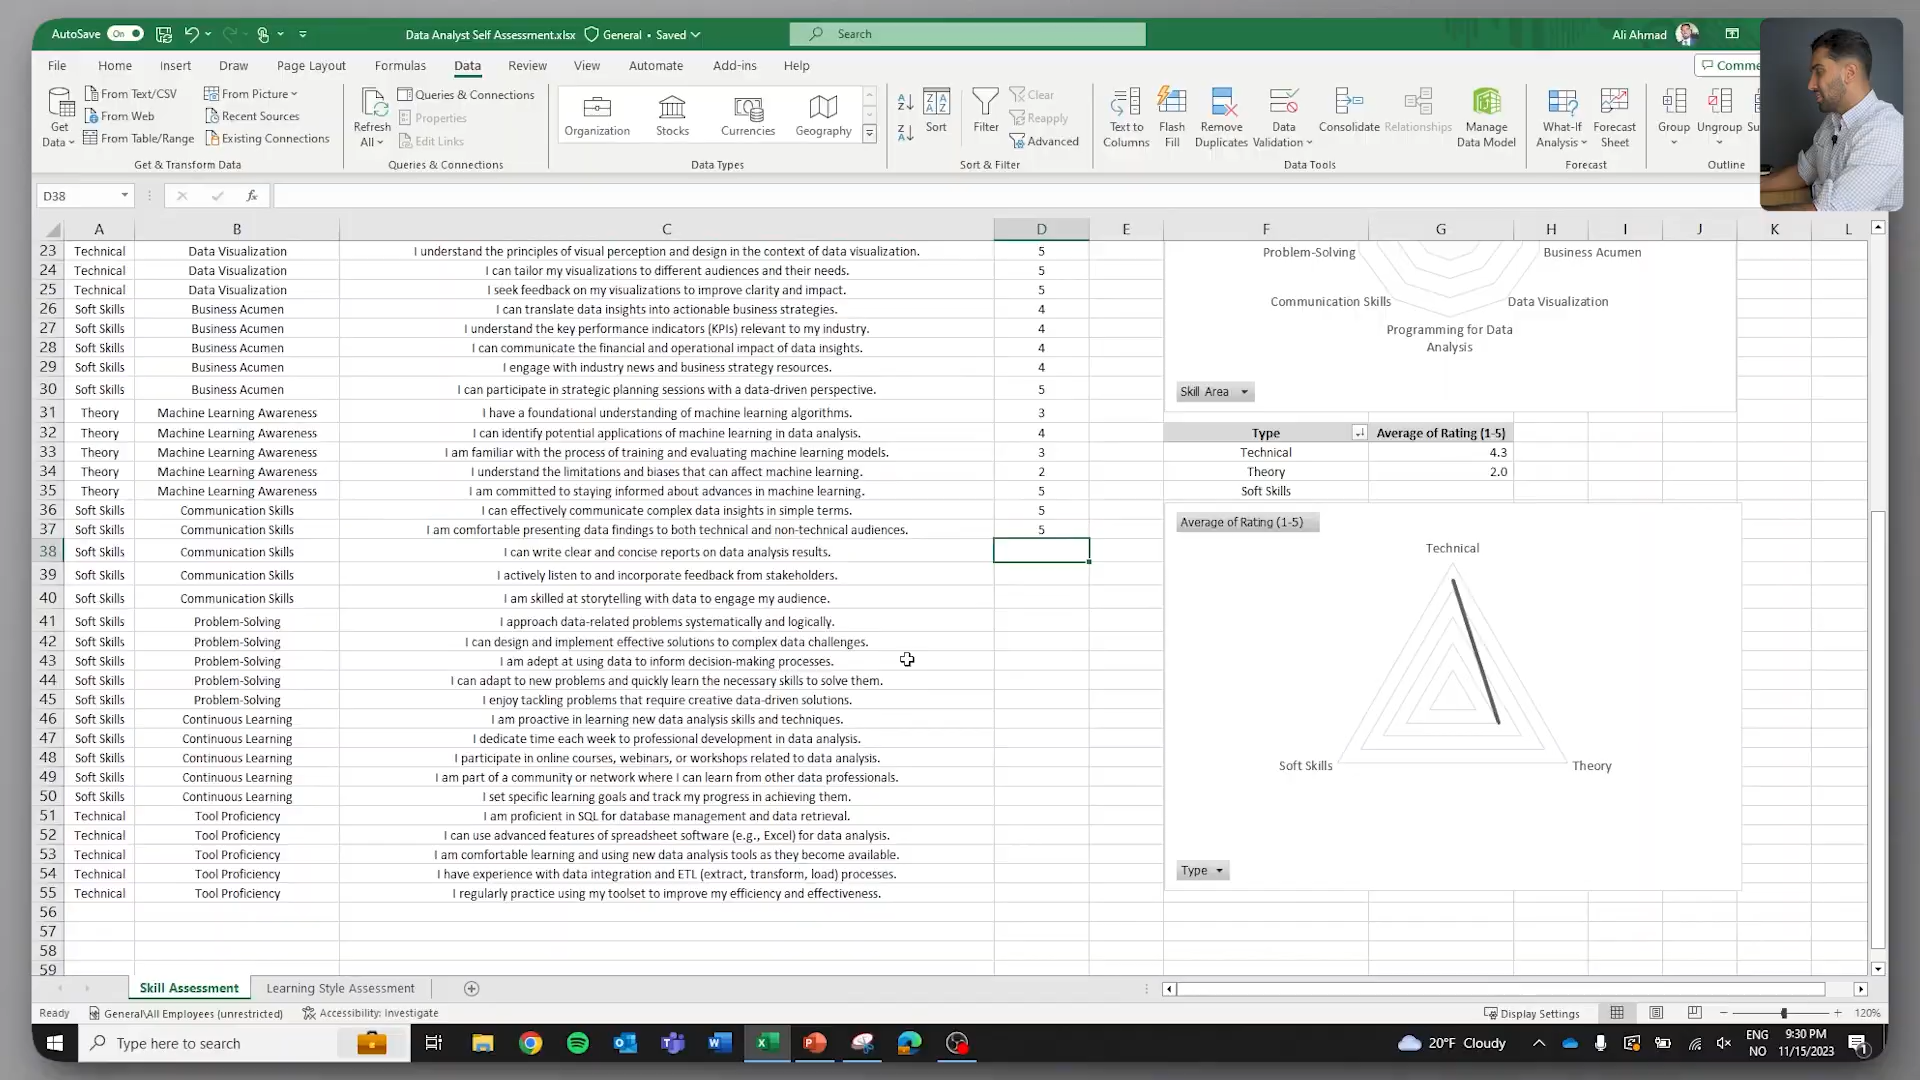 AutoSave On Data Analyst Self Assessment.xlsx General • Saved Search Ali Ahmad
File Home Insert Draw Page Layout Formulas Data Review View Automate Add-ins Help
Get Data From Text/CSV From Web From Table/Range From Picture Recent Sources Existing Connections
Get & Transform Data
Refresh All Queries & Connections Properties Edit Links
Queries & Connections
Organization Stocks Currencies Geography
Data Types
Sort Filter Clear Reapply Advanced
Sort & Filter
Text to Columns Flash Fill Remove Duplicates Data Validation Consolidate Relationships Manage Data Model
Data Tools
What-If Analysis Forecast Sheet
Forecast
Group Ungroup
Outline
D38 fx
A B C D E F G H I J K L
23 Technical Data Visualization I understand the principles of visual perception and design in the context of data visualization. 5
24 Technical Data Visualization I can tailor my visualizations to different audiences and their needs. 5
25 Technical Data Visualization I seek feedback on my visualizations to improve clarity and impact. 5
26 Soft Skills Business Acumen I can translate data insights into actionable business strategies. 4
27 Soft Skills Business Acumen I understand the key performance indicators (KPIs) relevant to my industry. 4
28 Soft Skills Business Acumen I can communicate the financial and operational impact of data insights. 4
29 Soft Skills Business Acumen I engage with industry news and business strategy resources. 4
30 Soft Skills Business Acumen I can participate in strategic planning sessions with a data-driven perspective. 5
31 Theory Machine Learning Awareness I have a foundational understanding of machine learning algorithms. 3
32 Theory Machine Learning Awareness I can identify potential applications of machine learning in data analysis. 4
33 Theory Machine Learning Awareness I am familiar with the process of training and evaluating machine learning models. 3
34 Theory Machine Learning Awareness I understand the limitations and biases that can affect machine learning. 2
35 Theory Machine Learning Awareness I am committed to staying informed about advances in machine learning. 5
36 Soft Skills Communication Skills I can effectively communicate complex data insights in simple terms. 5
37 Soft Skills Communication Skills I am comfortable presenting data findings to both technical and non-technical audiences. 5
38 Soft Skills Communication Skills I can write clear and concise reports on data analysis results.
39 Soft Skills Communication Skills I actively listen to and incorporate feedback from stakeholders.
40 Soft Skills Communication Skills I am skilled at storytelling with data to engage my audience.
41 Soft Skills Problem-Solving I approach data-related problems systematically and logically.
42 Soft Skills Problem-Solving I can design and implement effective solutions to complex data challenges.
43 Soft Skills Problem-Solving I am adept at using data to inform decision-making processes.
44 Soft Skills Problem-Solving I can adapt to new problems and quickly learn the necessary skills to solve them.
45 Soft Skills Problem-Solving I enjoy tackling problems that require creative data-driven solutions.
46 Soft Skills Continuous Learning I am proactive in learning new data analysis skills and techniques.
47 Soft Skills Continuous Learning I dedicate time each week to professional development in data analysis.
48 Soft Skills Continuous Learning I participate in online courses, webinars, or workshops related to data analysis.
49 Soft Skills Continuous Learning I am part of a community or network where I can learn from other data professionals.
50 Soft Skills Continuous Learning I set specific learning goals and track my progress in achieving them.
51 Technical Tool Proficiency I am proficient in SQL for database management and data retrieval.
52 Technical Tool Proficiency I can use advanced features of spreadsheet software (e.g., Excel) for data analysis.
53 Technical Tool Proficiency I am comfortable learning and using new data analysis tools as they become available.
54 Technical Tool Proficiency I have experience with data integration and ETL (extract, transform, load) processes.
55 Technical Tool Proficiency I regularly practice using my toolset to improve my efficiency and effectiveness.
56
57
58
59
Problem-Solving Business Acumen
Communication Skills Data Visualization
Programming for Data
Analysis
Skill Area
Type Average of Rating (1-5)
Technical 4.3
Theory 2.0
Soft Skills
Average of Rating (1-5)
Technical
Soft Skills Theory
Type
Skill Assessment Learning Style Assessment
Ready General\All Employees (unrestricted) Accessibility: Investigate Display Settings 120%
Type here to search 20°F Cloudy ENG 9:30 PM
NO 11/15/2023 1